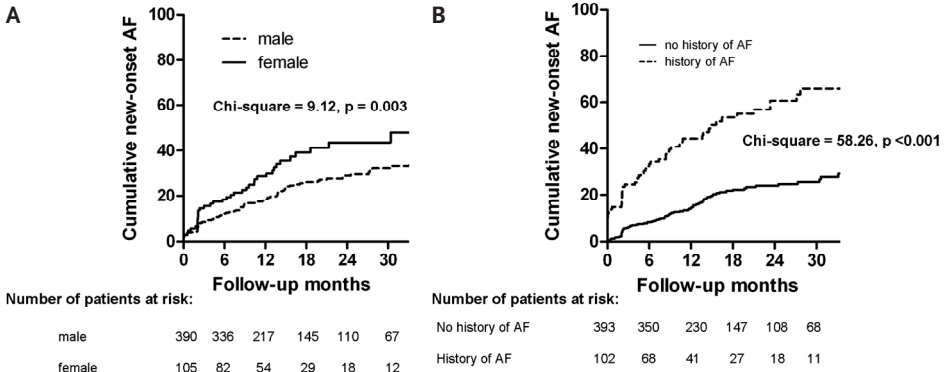 A
Cumulative new-onset AF
100
80
60
40
20
0
male
female
Chi-square = 9.12, p = 0.003
0 6 12 18 24 30
Follow-up months
Number of patients at risk:
male 390 336 217 145 110 67
female 105 82 54 29 18 12
B
Cumulative new-onset AF
100
80
60
40
20
0
no history of AF
history of AF
Chi-square = 58.26, p <0.001
0 6 12 18 24 30
Follow-up months
Number of patients at risk:
No history of AF 393 350 230 147 108 68
History of AF 102 68 41 27 18 11